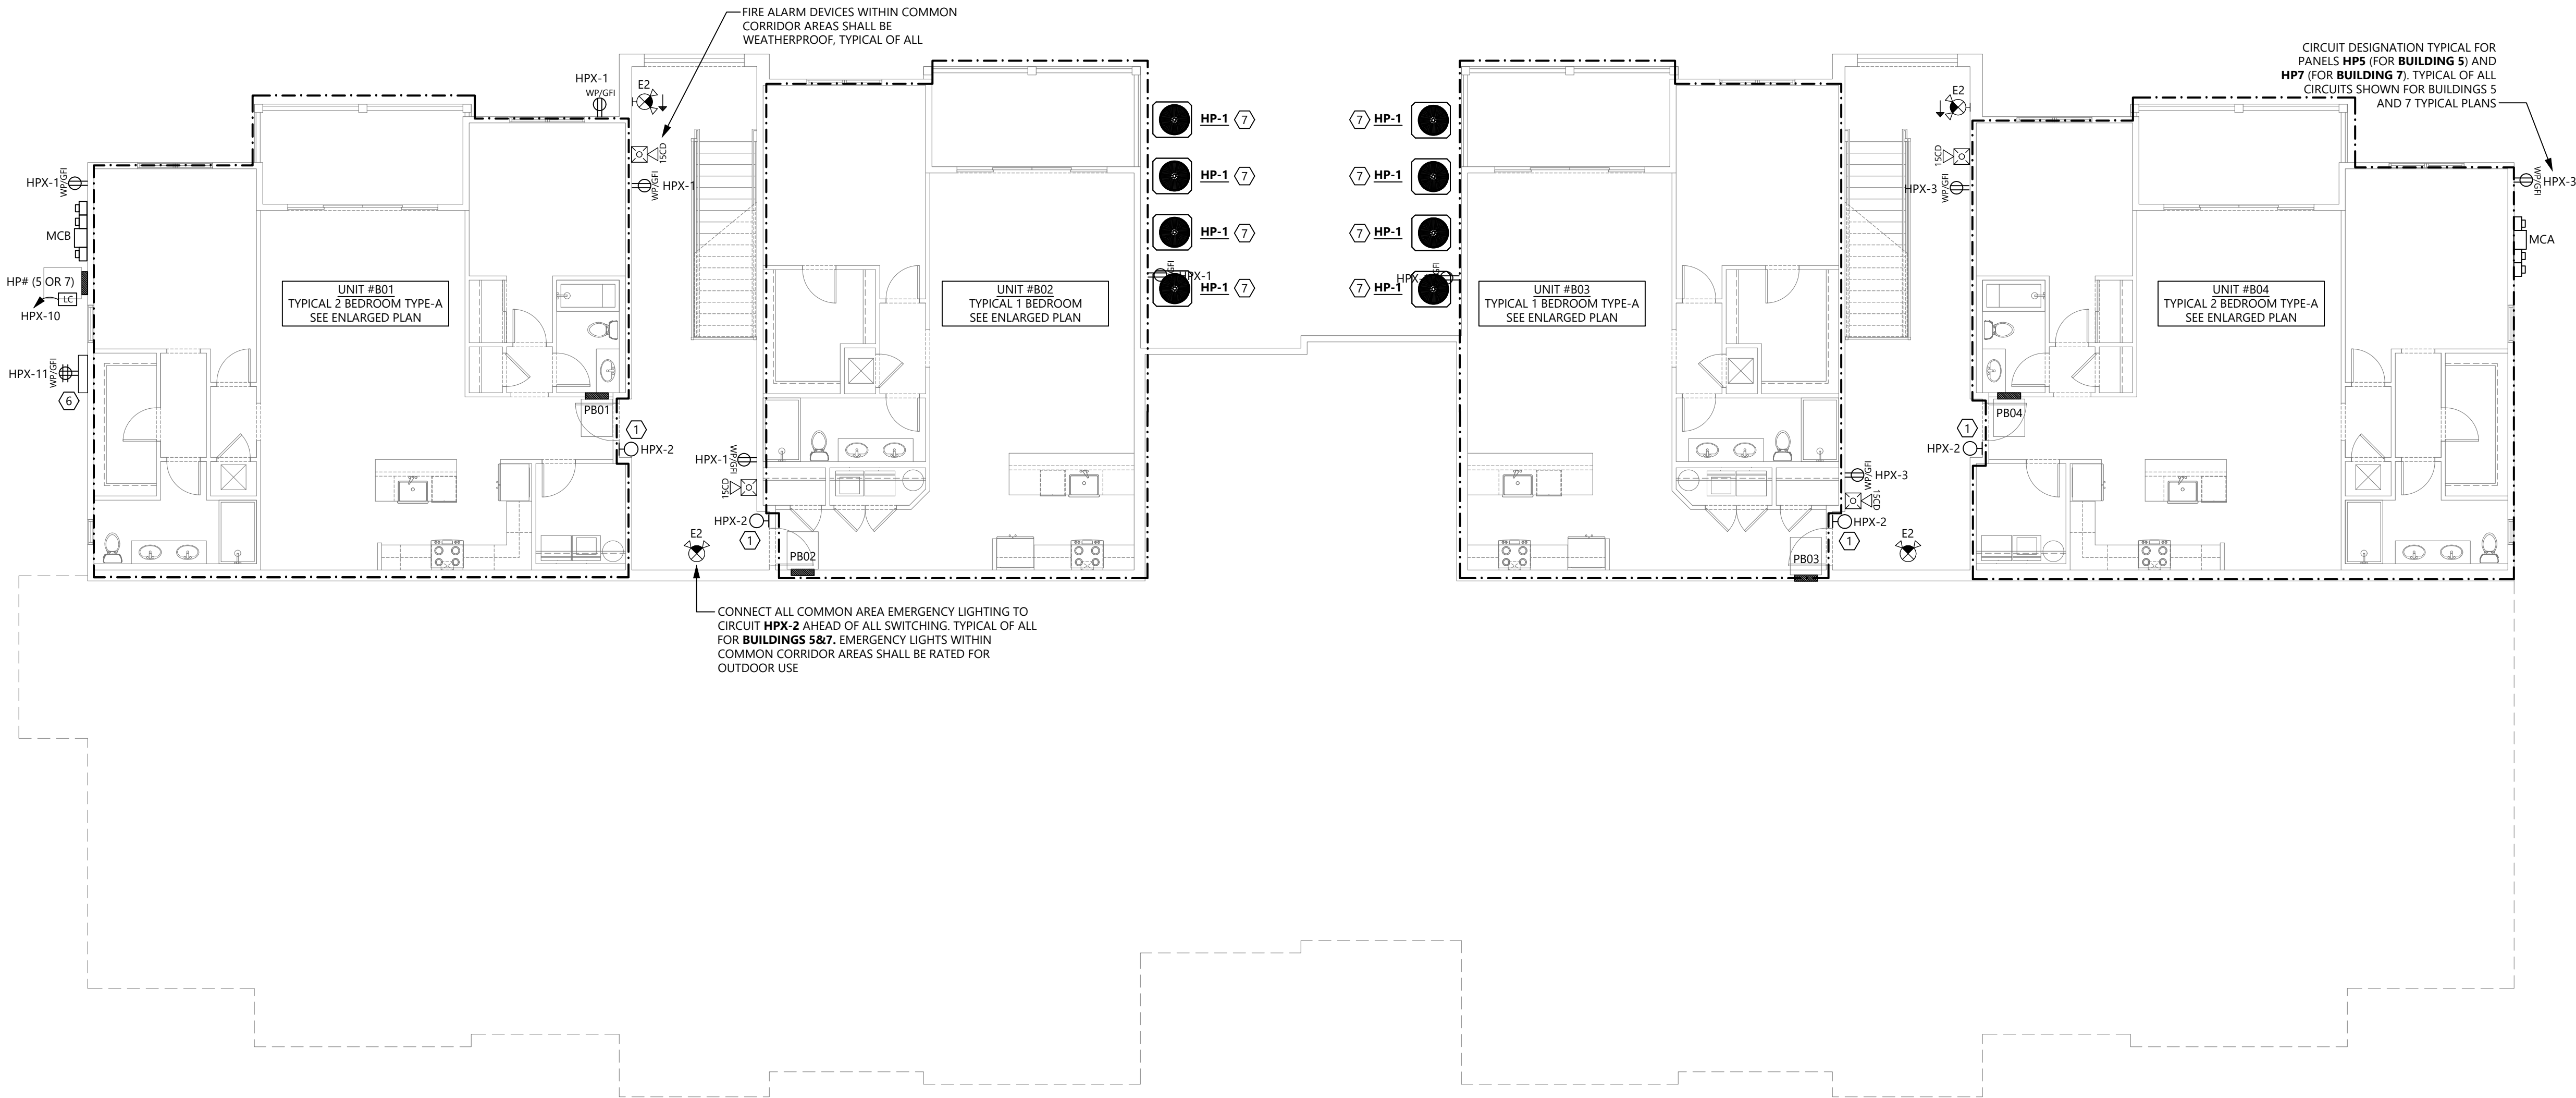 FIRE ALARM DEVICES WITHIN COMMON
CORRIDOR AREAS SHALL BE
WEATHERPROOF, TYPICAL OF ALL
CIRCUIT DESIGNATION TYPICAL FOR
PANELS HP5 (FOR BUILDING 5) AND
HP7 (FOR BUILDING 7). TYPICAL OF ALL
CIRCUITS SHOWN FOR BUILDINGS 5
AND 7 TYPICAL PLANS
HPX-1
WP/GFI
E2
E2
HP-1 7
7 HP-1
15CD
15CD
HPX-1
WP/GFI
WP/GFI
HPX-1
HP-1 7
7 HP-1
HPX-3
WP/GFI
WP/GFI
HPX-3
MCB
HP-1 7
7 HP-1
MCA
HP# (5 OR 7)
LC
HPX-10
GFI
HPX-1
HP-1 7
HPX
GFI
7 HP-1
UNIT #B01
TYPICAL 2 BEDROOM TYPE-A
SEE ENLARGED PLAN
UNIT #B02
TYPICAL 1 BEDROOM
SEE ENLARGED PLAN
UNIT #B03
TYPICAL 1 BEDROOM TYPE-A
SEE ENLARGED PLAN
UNIT #B04
TYPICAL 2 BEDROOM TYPE-A
SEE ENLARGED PLAN
HPX-11
WP/GFI
6
PB01
PB04
1
HPX-2
1
HPX-2
HPX-1
WP/GFI
15CD
WP/GFI
HPX-3
15CD
HPX-2
1
HPX-2
1
E2
E2
PB02
PB03
CONNECT ALL COMMON AREA EMERGENCY LIGHTING TO
CIRCUIT HPX-2 AHEAD OF ALL SWITCHING. TYPICAL OF ALL
FOR BUILDINGS 5&7. EMERGENCY LIGHTS WITHIN
COMMON CORRIDOR AREAS SHALL BE RATED FOR
OUTDOOR USE